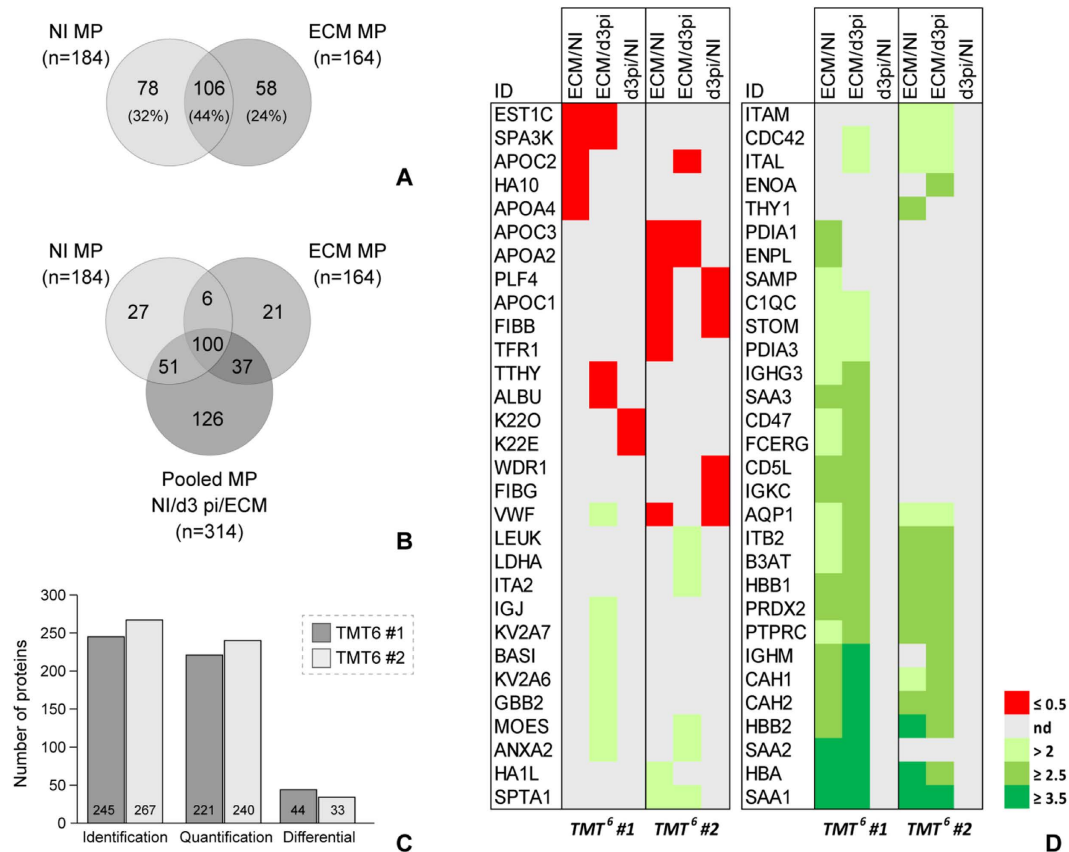 NI MP
(n=184)
ECM MP
(n=164)
78
106
58
(32%)
(44%)
(24%)
A
NI MP
(n=184)
ECM MP
(n=164)
27
6
21
100
51
37
126
Pooled MP
NI/d3 pi/ECM
(n=314)
B
Number of proteins
300
250
200
150
100
50
0
TMT6 #1
TMT6 #2
245
267
221
240
44
33
Identification
Quantification
Differential
C
ID
ECM/NI
ECM/d3pi
d3pi/NI
ECM/NI
ECM/d3pi
d3pi/NI
EST1C
SPA3K
APOC2
HA10
APOA4
APOC3
APOA2
PLF4
APOC1
FIBB
TFR1
TTHY
ALBU
K22O
K22E
WDR1
FIBG
VWF
LEUK
LDHA
ITA2
IGJ
KV2A7
BASI
KV2A6
GBB2
MOES
ANXA2
HA1L
SPTA1
TMT⁶ #1
TMT⁶ #2
ID
ECM/NI
ECM/d3pi
d3pi/NI
ECM/NI
ECM/d3pi
d3pi/NI
ITAM
CDC42
ITAL
ENOA
THY1
PDIA1
ENPL
SAMP
C1QC
STOM
PDIA3
IGHG3
SAA3
CD47
FCERG
CD5L
IGKC
AQP1
ITB2
B3AT
HBB1
PRDX2
PTPRC
IGHM
CAH1
CAH2
HBB2
SAA2
HBA
SAA1
TMT⁶ #1
TMT⁶ #2
≤ 0.5
nd
> 2
≥ 2.5
≥ 3.5
D